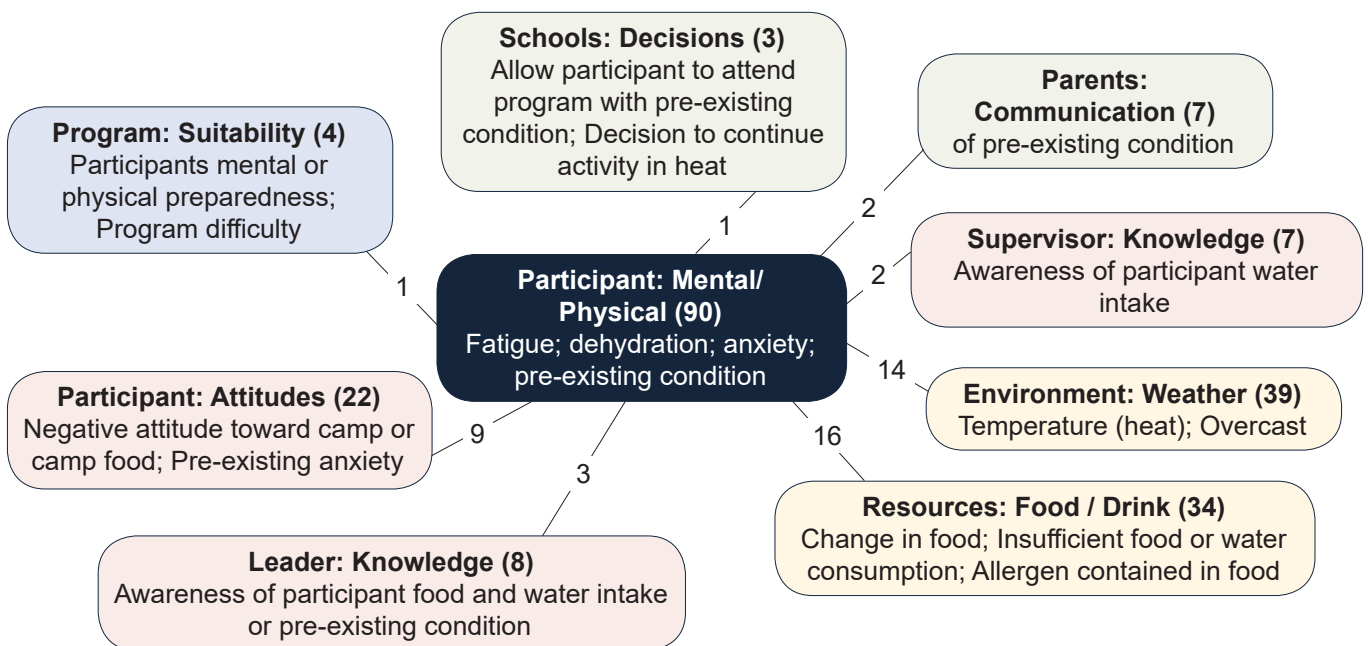 Schools: Decisions (3)
Allow participant to attend
program with pre-existing
condition; Decision to continue
activity in heat
Parents:
Communication (7)
of pre-existing condition
Program: Suitability (4)
Participants mental or
physical preparedness;
Program difficulty
1
2
Supervisor: Knowledge (7)
Awareness of participant water
intake
2
1
Participant: Mental/
Physical (90)
Fatigue; dehydration; anxiety;
pre-existing condition
14
Environment: Weather (39)
Temperature (heat); Overcast
Participant: Attitudes (22)
Negative attitude toward camp or
camp food; Pre-existing anxiety
9
16
3
Resources: Food / Drink (34)
Change in food; Insufficient food or water
consumption; Allergen contained in food
Leader: Knowledge (8)
Awareness of participant food and water intake
or pre-existing condition